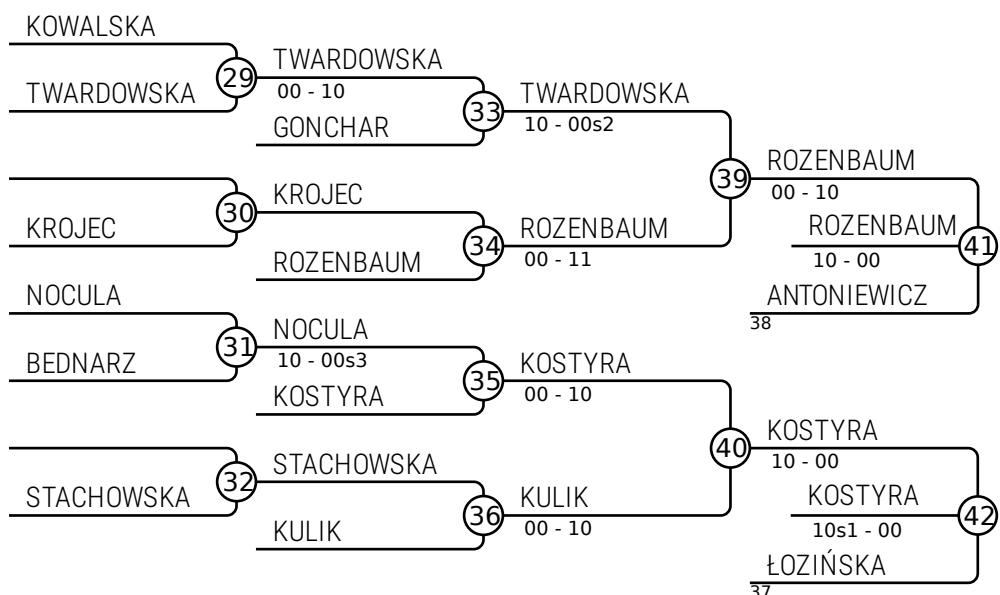 KOWALSKA
29
TWARDOWSKA
TWARDOWSKA
00 - 10
33
GONCHAR
TWARDOWSKA
10 - 00s2
39
30
KROJEC
KROJEC
34
ROZENBAUM
ROZENBAUM
00 - 11
ROZENBAUM
00 - 10
ROZENBAUM
10 - 00
41
ANTONIEWICZ
38
NOCULA
31
BEDNARZ
NOCULA
10 - 00s3
35
KOSTYRA
KOSTYRA
00 - 10
40
32
STACHOWSKA
STACHOWSKA
36
KULIK
KULIK
00 - 10
KOSTYRA
10 - 00
KOSTYRA
10s1 - 00
42
ŁOZIŃSKA
37